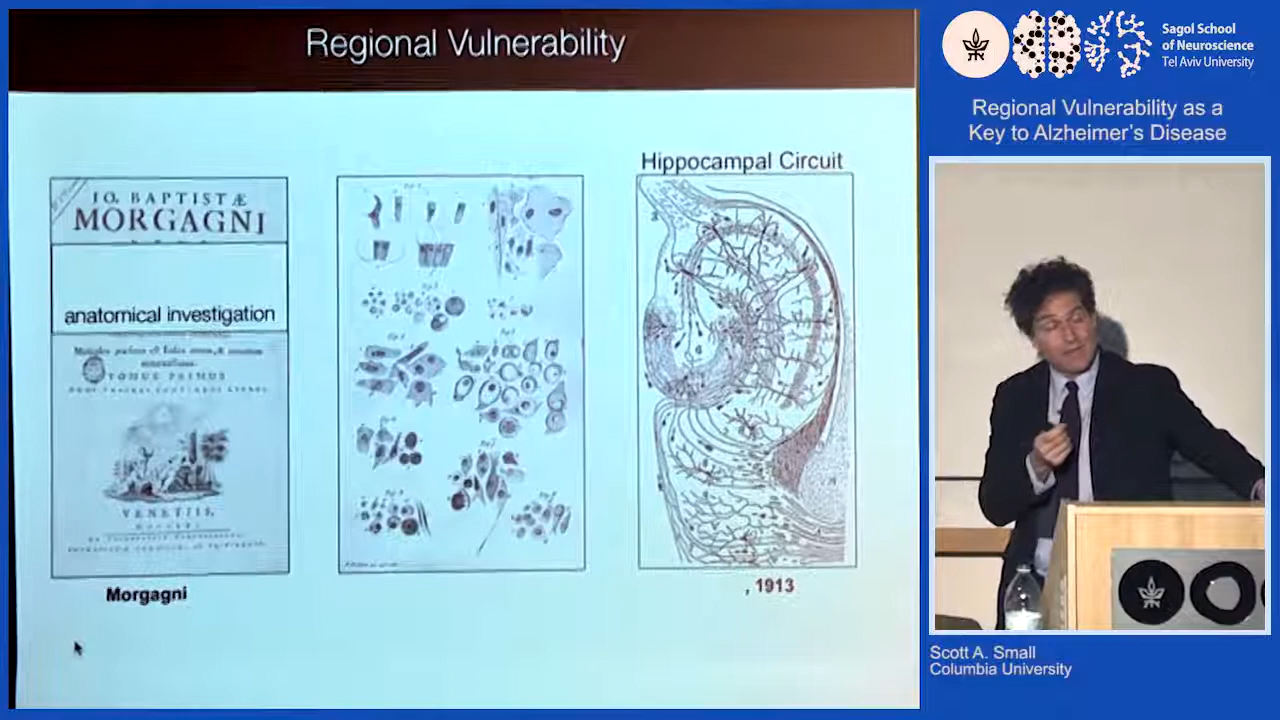 Regional Vulnerability
Hippocampal Circuit
IO. BAPTISTÆ
MORGAGNI
anatomical investigation
TOMUS PRIMUS
VENETIIS,
Morgagni
, 1913
Sagol School
of Neuroscience
Tel Aviv University
Regional Vulnerability as a
Key to Alzheimer's Disease
Scott A. Small
Columbia University